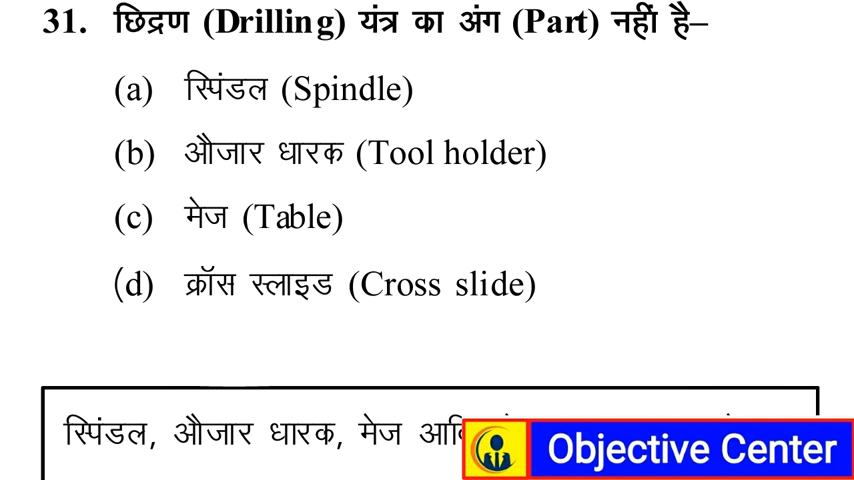 31. छिद्रण (Drilling) यंत्र का अंग (Part) नहीं है–
(a) स्पिंडल (Spindle)
(b) औजार धारक (Tool holder)
(c) मेज (Table)
(d) क्रॉस स्लाइड (Cross slide)
स्पिंडल, औजार धारक, मेज
Objective Center